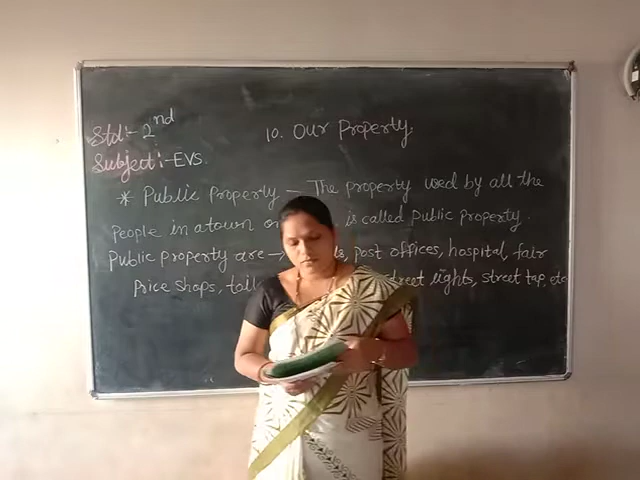 Std:- 2nd
10. Our Property.
Subject:- EVS.
* Public Property - The property used by all the
People in a town or is called public property.
Public property are - post offices, hospital, fair
Price shops, street lights, street tap, etc